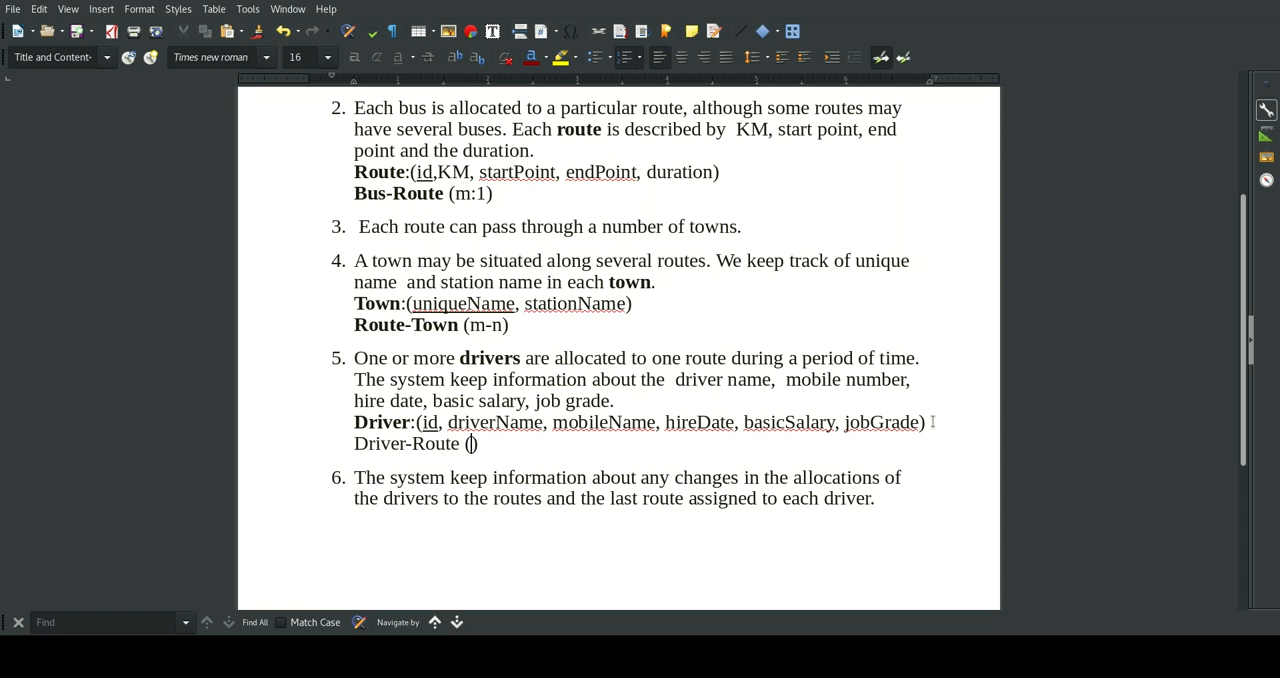 File Edit View Insert Format Styles Table Tools Window Help
Title and Content- Times new roman 16
2. Each bus is allocated to a particular route, although some routes may
have several buses. Each route is described by KM, start point, end
point and the duration.
Route:(id,KM, startPoint, endPoint, duration)
Bus-Route (m:1)
3. Each route can pass through a number of towns.
4. A town may be situated along several routes. We keep track of unique
name and station name in each town.
Town:(uniqueName, stationName)
Route-Town (m-n)
5. One or more drivers are allocated to one route during a period of time.
The system keep information about the driver name, mobile number,
hire date, basic salary, job grade.
Driver:(id, driverName, mobileName, hireDate, basicSalary, jobGrade)
Driver-Route ()
6. The system keep information about any changes in the allocations of
the drivers to the routes and the last route assigned to each driver.
Find Find All Match Case Navigate by